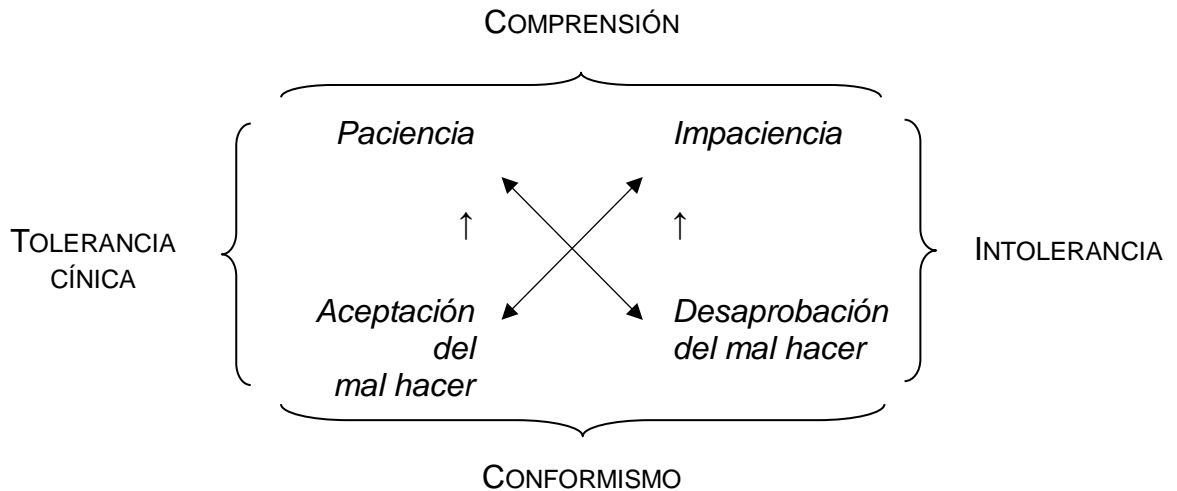 COMPRENSIÓN
Paciencia
Impaciencia
↑
↑
TOLERANCIA
CÍNICA
INTOLERANCIA
Aceptación
del
mal hacer
Desaprobación
del mal hacer
CONFORMISMO